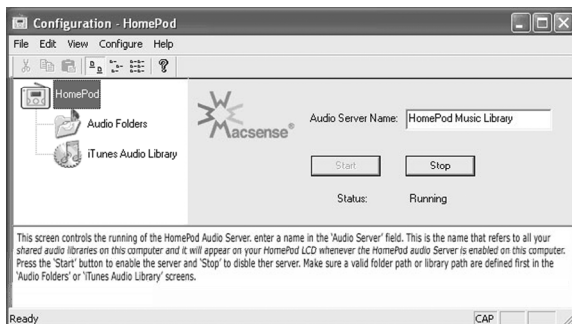 Configuration - HomePod
File Edit View Configure Help
HomePod
Audio Folders
iTunes Audio Library
Macsense®
Audio Server Name: HomePod Music Library
Start Stop
Status: Running
This screen controls the running of the HomePod Audio Server. enter a name in the 'Audio Server' field. This is the name that refers to all your
shared audio libraries on this computer and it will appear on your HomePod LCD whenever the HomePod audio Server is enabled on this computer.
Press the 'Start' button to enable the server and 'Stop' to disble ther server. Make sure a valid folder path or library path are defined first in the
'Audio Folders' or 'iTunes Audio Library' screens.
Ready CAP